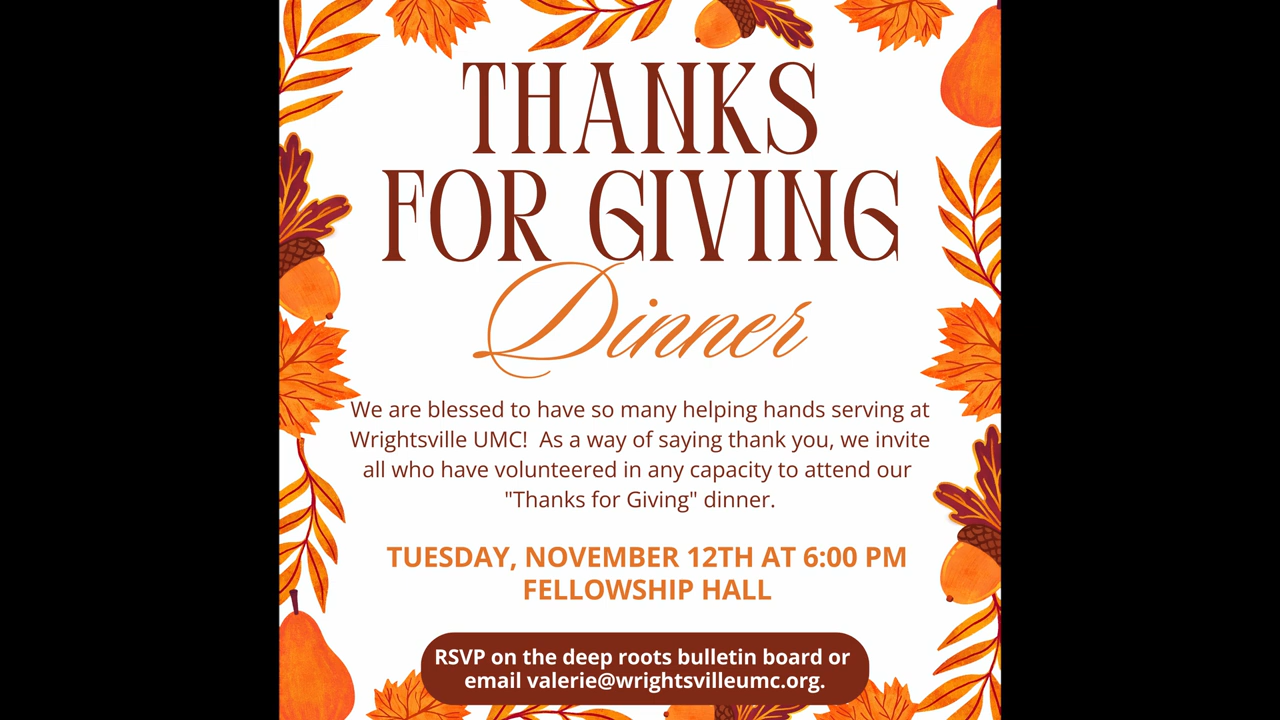 THANKS
FOR GIVING
Dinner
We are blessed to have so many helping hands serving at
Wrightsville UMC!  As a way of saying thank you, we invite
all who have volunteered in any capacity to attend our
"Thanks for Giving" dinner.
TUESDAY, NOVEMBER 12TH AT 6:00 PM
FELLOWSHIP HALL
RSVP on the deep roots bulletin board or
email valerie@wrightsvilleumc.org.